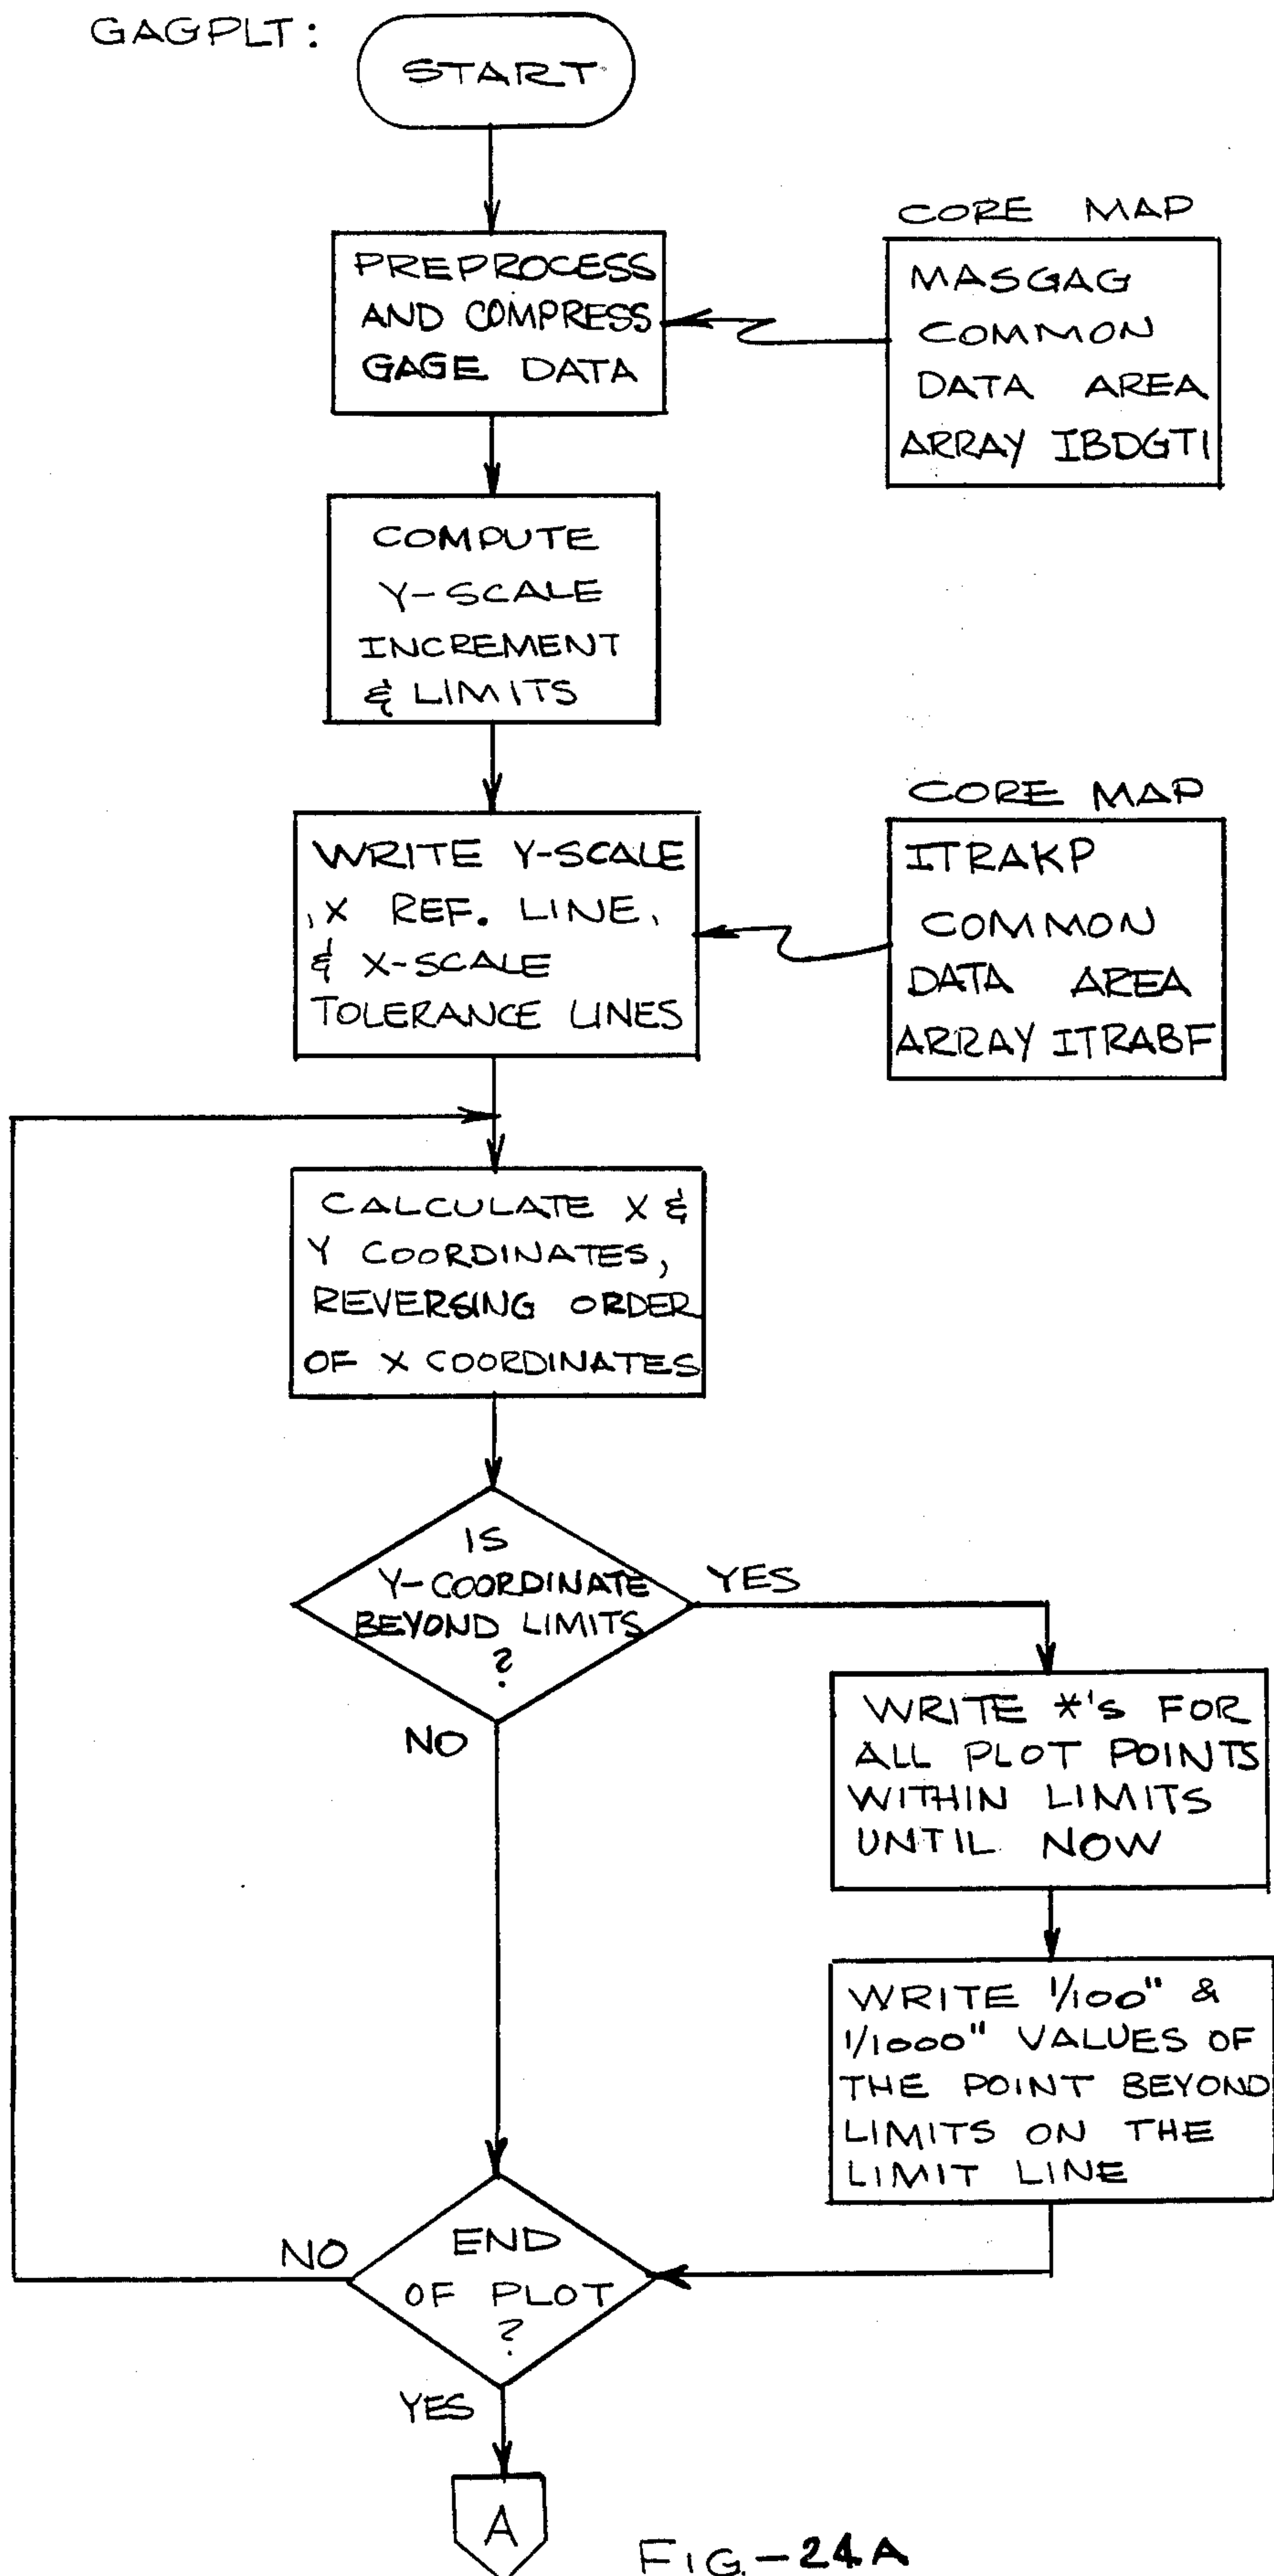 GAGPLT:
START
PREPROCESS
AND COMPRESS
GAGE DATA
CORE MAP
MASGAG
COMMON
DATA AREA
ARRAY IBDGTI
COMPUTE
Y-SCALE
INCREMENT
& LIMITS
WRITE Y-SCALE
, X REF. LINE,
& X-SCALE
TOLERANCE LINES
CORE MAP
ITRAKP
COMMON
DATA AREA
ARRAY ITRABF
CALCULATE X &
Y COORDINATES,
REVERSING ORDER
OF X COORDINATES
IS
Y-COORDINATE
BEYOND LIMITS
?
YES
NO
WRITE *'s FOR
ALL PLOT POINTS
WITHIN LIMITS
UNTIL NOW
WRITE 1/100" &
1/1000" VALUES OF
THE POINT BEYOND
LIMITS ON THE
LIMIT LINE
END
OF PLOT
?
NO
YES
A
FIG.-24A